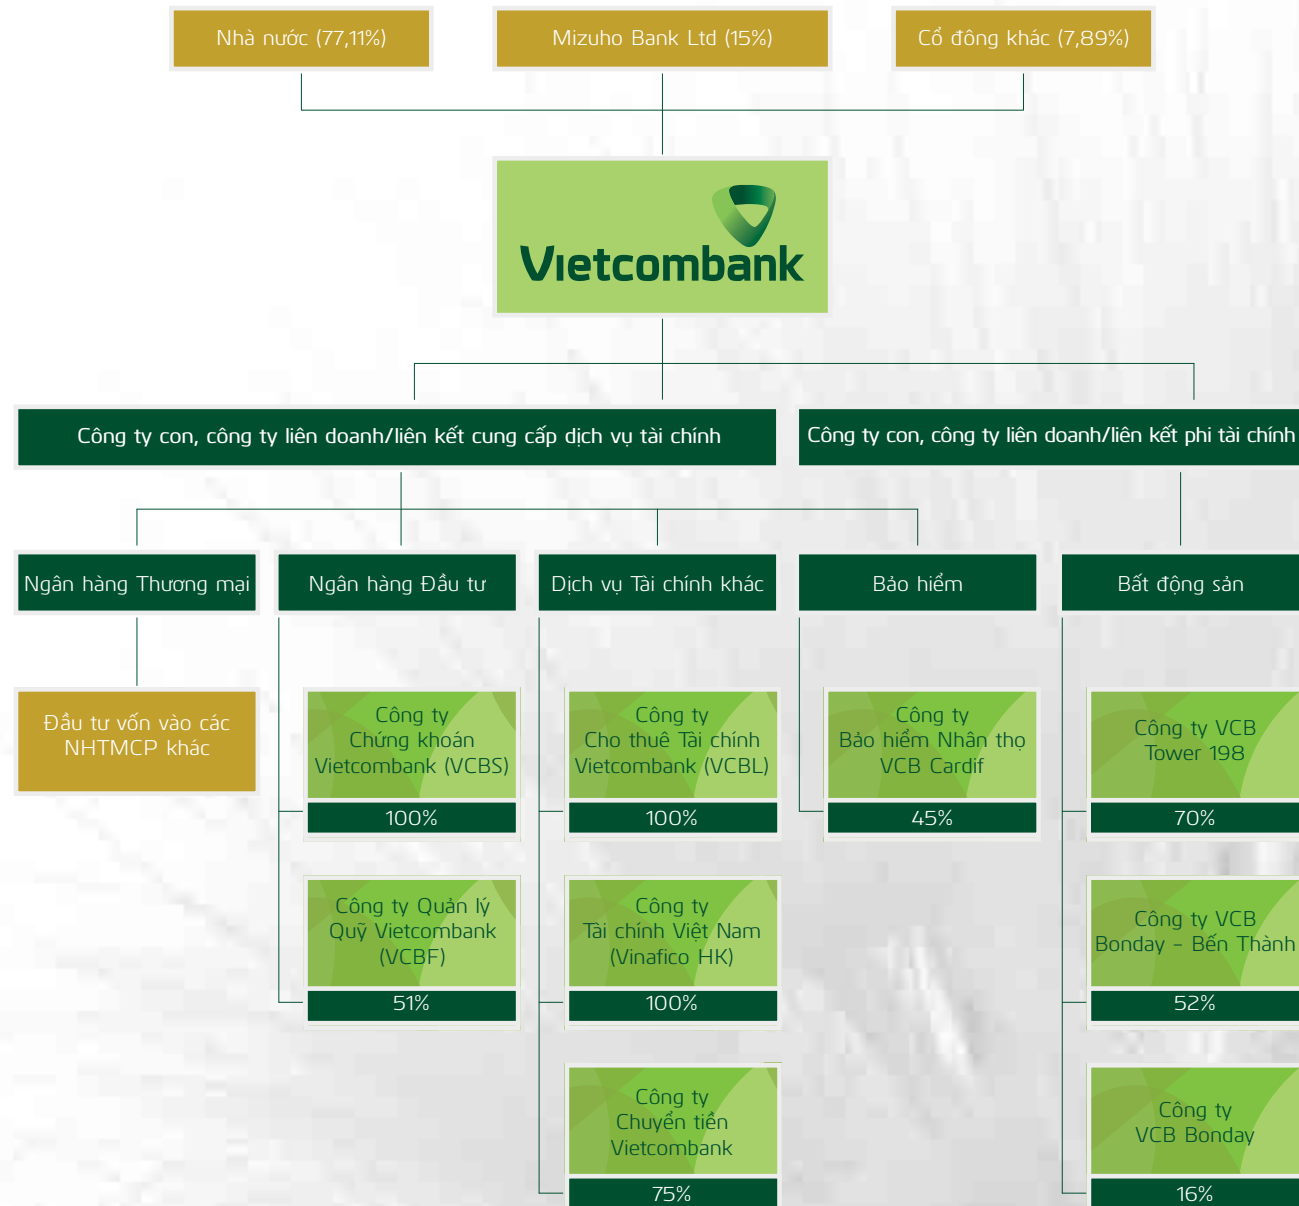 Nhà nước (77,11%)
Mizuho Bank Ltd (15%)
Cổ đông khác (7,89%)
Vietcombank
Công ty con, công ty liên doanh/liên kết cung cấp dịch vụ tài chính
Công ty con, công ty liên doanh/liên kết phi tài chính
Ngân hàng Thương mại
Ngân hàng Đầu tư
Dịch vụ Tài chính khác
Bảo hiểm
Bất động sản
Đầu tư vốn vào các
NHTMCP khác
Công ty
Chứng khoán
Vietcombank (VCBS)
100%
Công ty
Cho thuê Tài chính
Vietcombank (VCBL)
100%
Công ty
Bảo hiểm Nhân thọ
VCB Cardif
45%
Công ty VCB
Tower 198
70%
Công ty Quản lý
Quỹ Vietcombank
(VCBF)
51%
Công ty
Tài chính Việt Nam
(Vinafico HK)
100%
Công ty VCB
Bonday – Bến Thành
52%
Công ty
Chuyển tiền
Vietcombank
75%
Công ty
VCB Bonday
16%